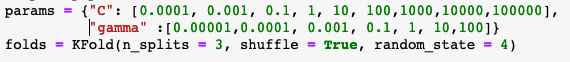 params = {"C": [0.0001, 0.001, 0.1, 1, 10, 100,1000,10000,100000],
"gamma" :[0.00001,0.0001, 0.001, 0.1, 1, 10,100]}
folds = KFold(n_splits = 3, shuffle = True, random_state = 4)